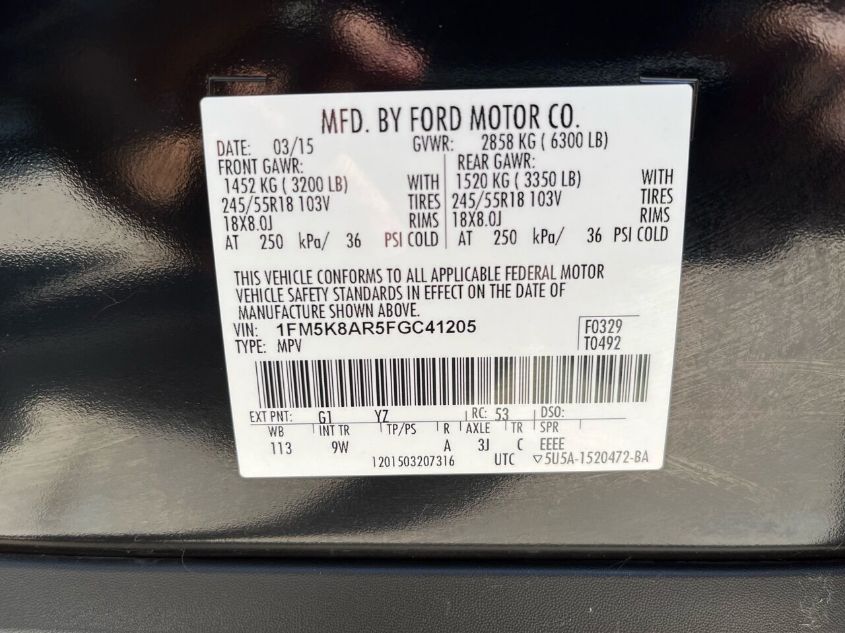 MFD. BY FORD MOTOR CO.
DATE: 03/15 GVWR: 2858 KG ( 6300 LB)
FRONT GAWR: REAR GAWR:
1452 KG ( 3200 LB) WITH 1520 KG ( 3350 LB) WITH
245/55R18 103V TIRES 245/55R18 103V TIRES
18X8.0J RIMS 18X8.0J RIMS
AT 250 kPa/ 36 PSI COLD AT 250 kPa/ 36 PSI COLD
THIS VEHICLE CONFORMS TO ALL APPLICABLE FEDERAL MOTOR
VEHICLE SAFETY STANDARDS IN EFFECT ON THE DATE OF
MANUFACTURE SHOWN ABOVE.
VIN: 1FM5K8AR5FGC41205 F0329
TYPE: MPV T0492
EXT PNT: G1 YZ RC: 53 DSO:
WB INT TR TP/PS R AXLE TR SPR
113 9W A 3J C EEEE
1201503207316 UTC ▽5U5A-1520472-BA